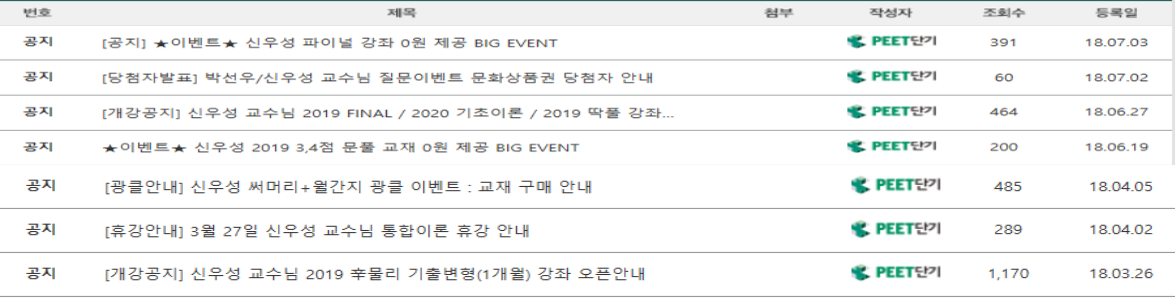 번호 제목 첨부 작성자 조회수 등록일
공지 [공지] ★이벤트★ 신우성 파이널 강좌 0원 제공 BIG EVENT PEET단기 391 18.07.03
공지 [당첨자발표] 박선우/신우성 교수님 질문이벤트 문화상품권 당첨자 안내 PEET단기 60 18.07.02
공지 [개강공지] 신우성 교수님 2019 FINAL / 2020 기초이론 / 2019 딱풀 강좌... PEET단기 464 18.06.27
공지 ★이벤트★ 신우성 2019 3,4점 문풀 교재 0원 제공 BIG EVENT PEET단기 200 18.06.19
공지 [광클안내] 신우성 써머리+월간지 광클 이벤트 : 교재 구매 안내 PEET단기 485 18.04.05
공지 [휴강안내] 3월 27일 신우성 교수님 통합이론 휴강 안내 PEET단기 289 18.04.02
공지 [개강공지] 신우성 교수님 2019 辛물리 기출변형(1개월) 강좌 오픈안내 PEET단기 1,170 18.03.26